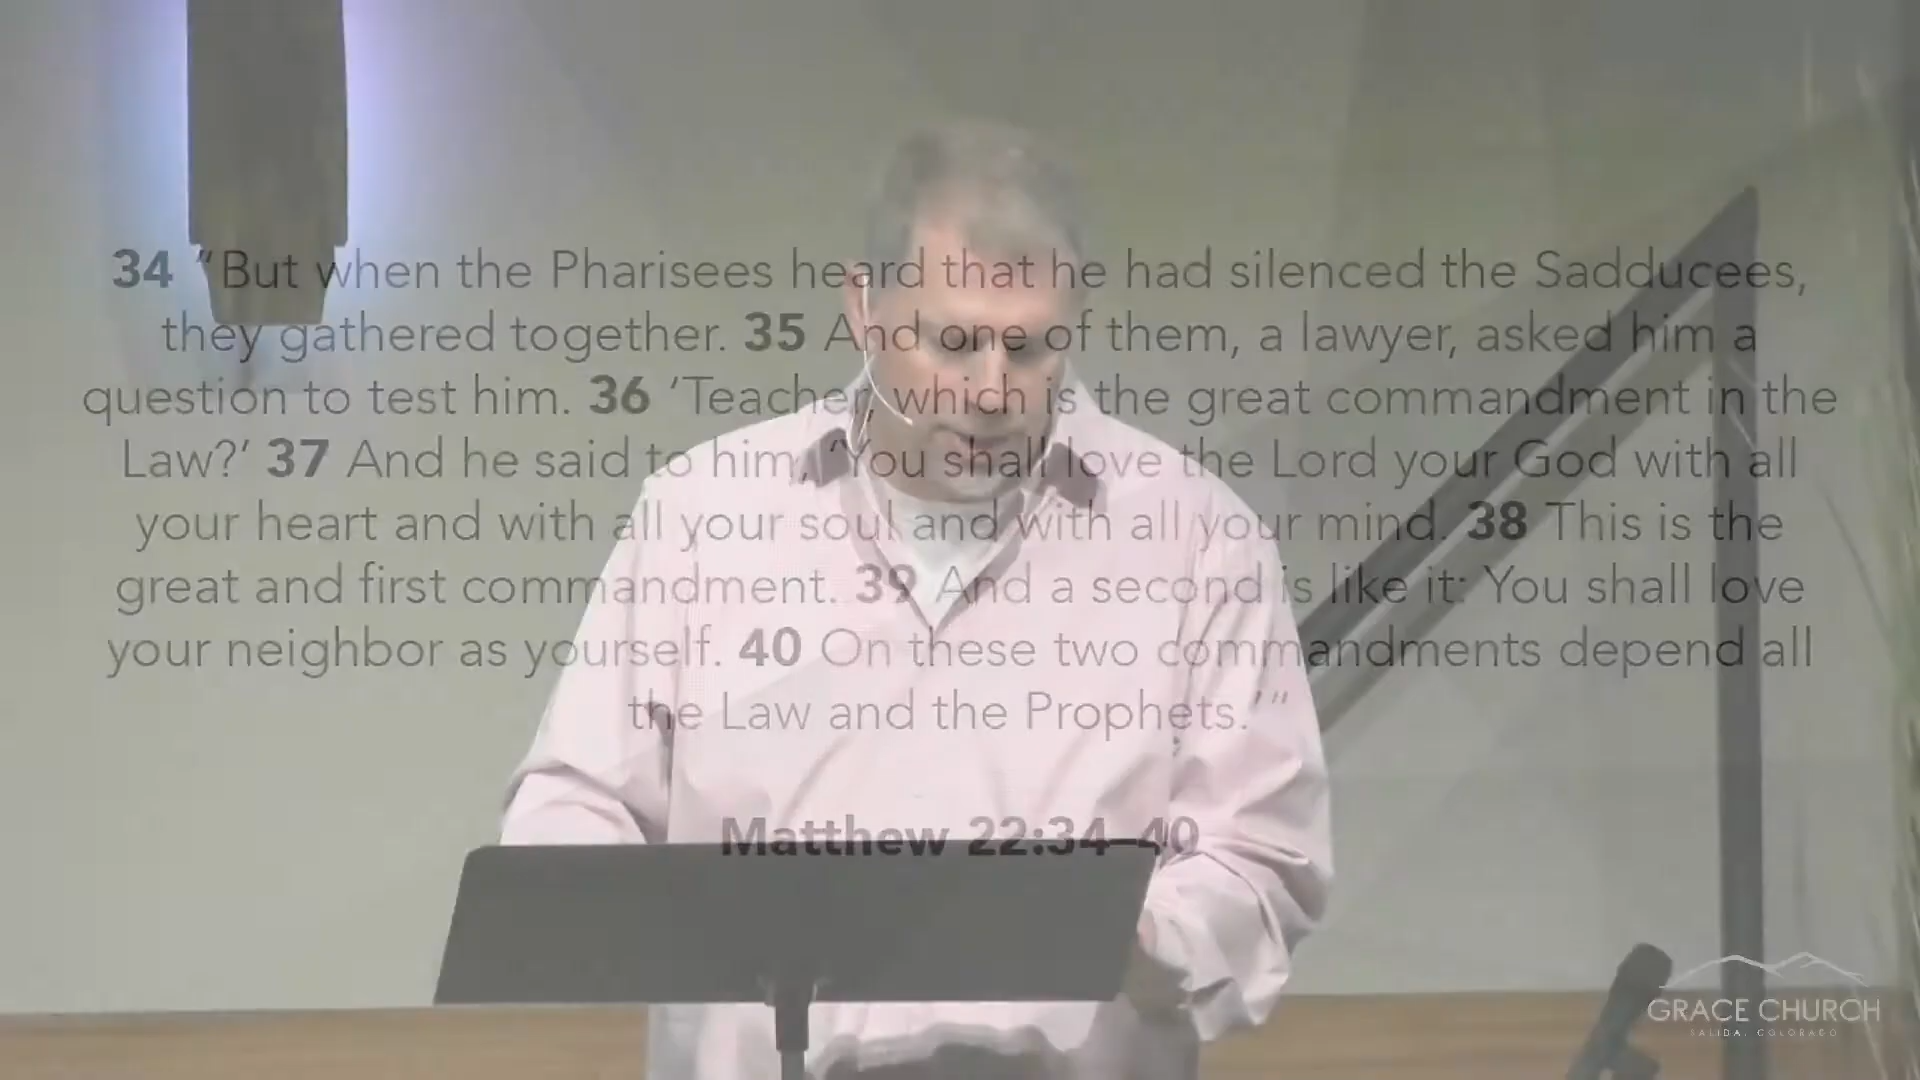 34 “But when the Pharisees heard that he had silenced the Sadducees,
they gathered together. 35 And one of them, a lawyer, asked him a
question to test him. 36 ‘Teacher, which is the great commandment in the
Law?’ 37 And he said to him, ‘You shall love the Lord your God with all
your heart and with all your soul and with all your mind. 38 This is the
great and first commandment. 39 And a second is like it: You shall love
your neighbor as yourself. 40 On these two commandments depend all
the Law and the Prophets.’”
Matthew 22:34–40
GRACE CHURCH
SALIDA, COLORADO